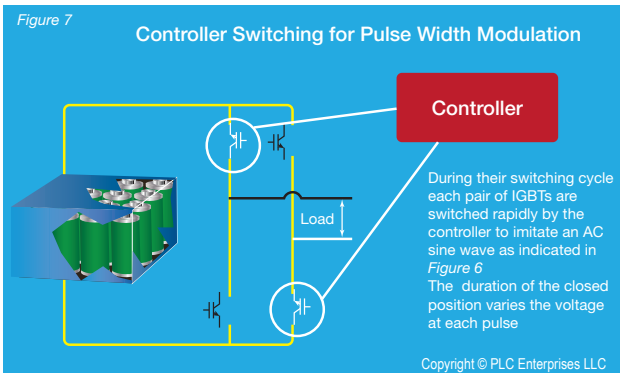 Figure 7
Controller Switching for Pulse Width Modulation
Controller
Load
During their switching cycle
each pair of IGBTs are
switched rapidly by the
controller to imitate an AC
sine wave as indicated in
Figure 6
The duration of the closed
position varies the voltage
at each pulse
Copyright © PLC Enterprises LLC